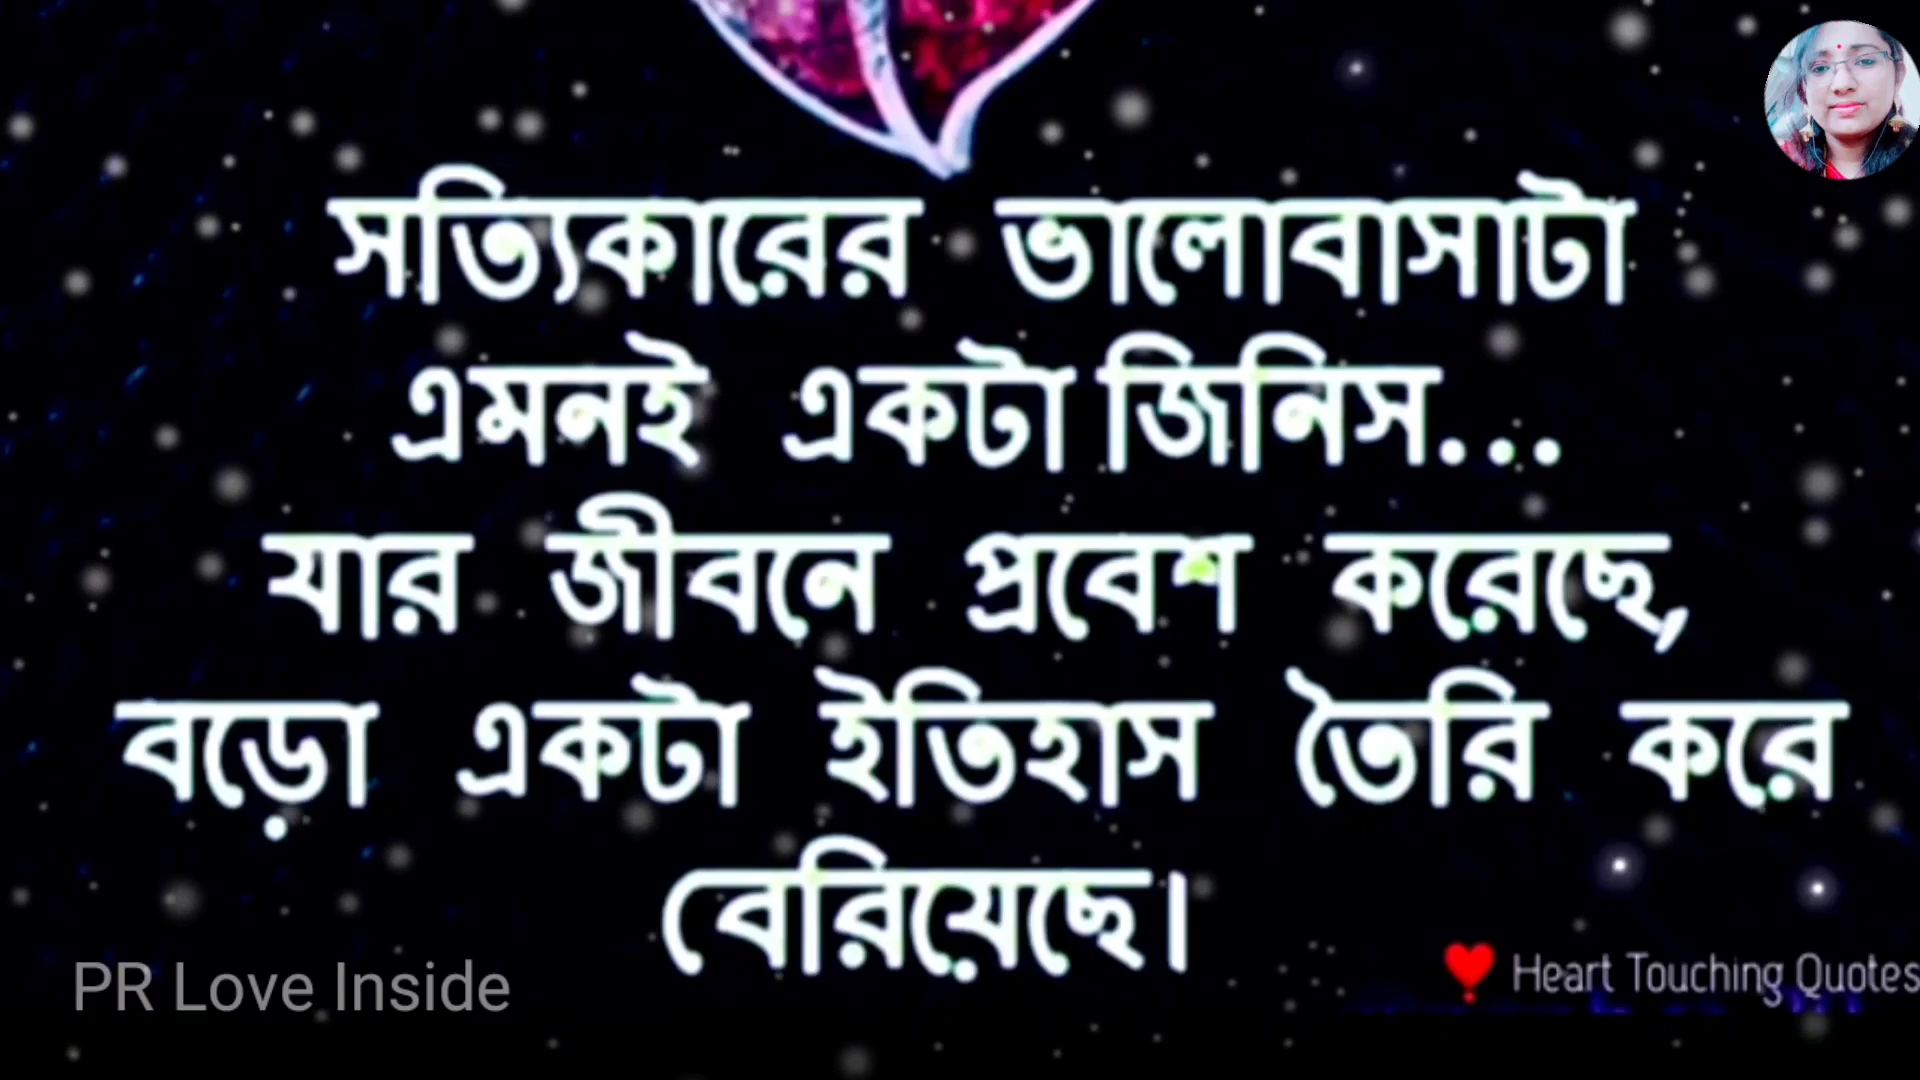 সত্যিকারের ভালোবাসাটা
এমনই একটা জিনিস...
যার জীবনে প্রবেশ করেছে,
বড়ো একটা ইতিহাস তৈরি করে
বেরিয়েছে।
PR Love Inside
Heart Touching Quotes